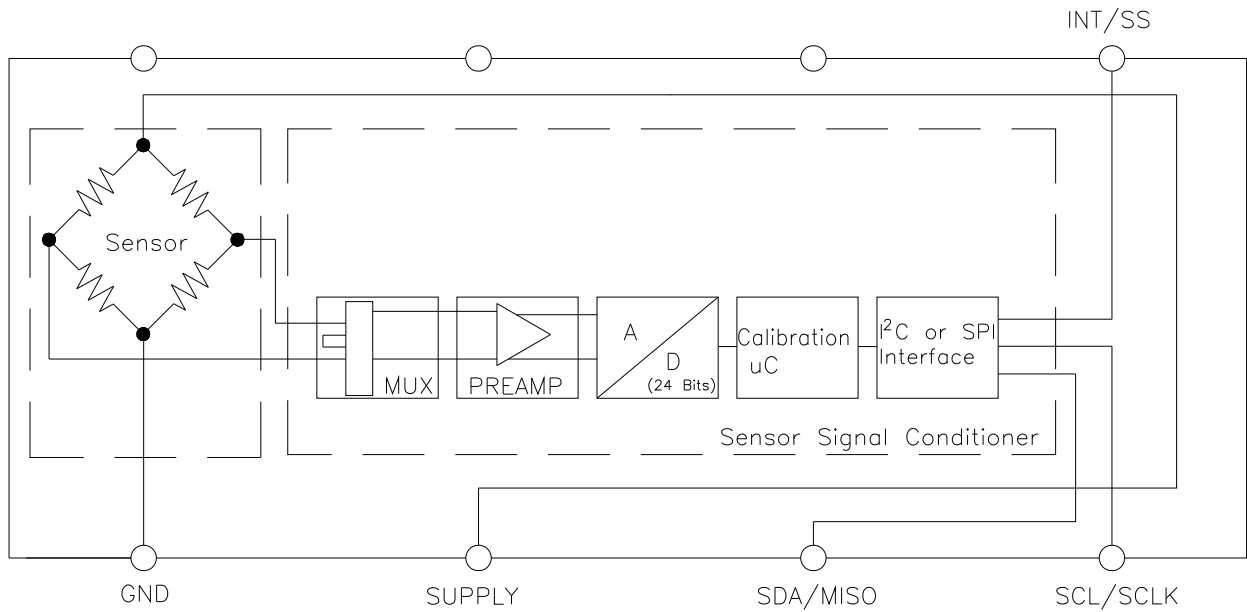 INT/SS
Sensor
MUX
PREAMP
A
D
(24 Bits)
Calibration
uC
I²C or SPI
Interface
Sensor Signal Conditioner
GND
SUPPLY
SDA/MISO
SCL/SCLK